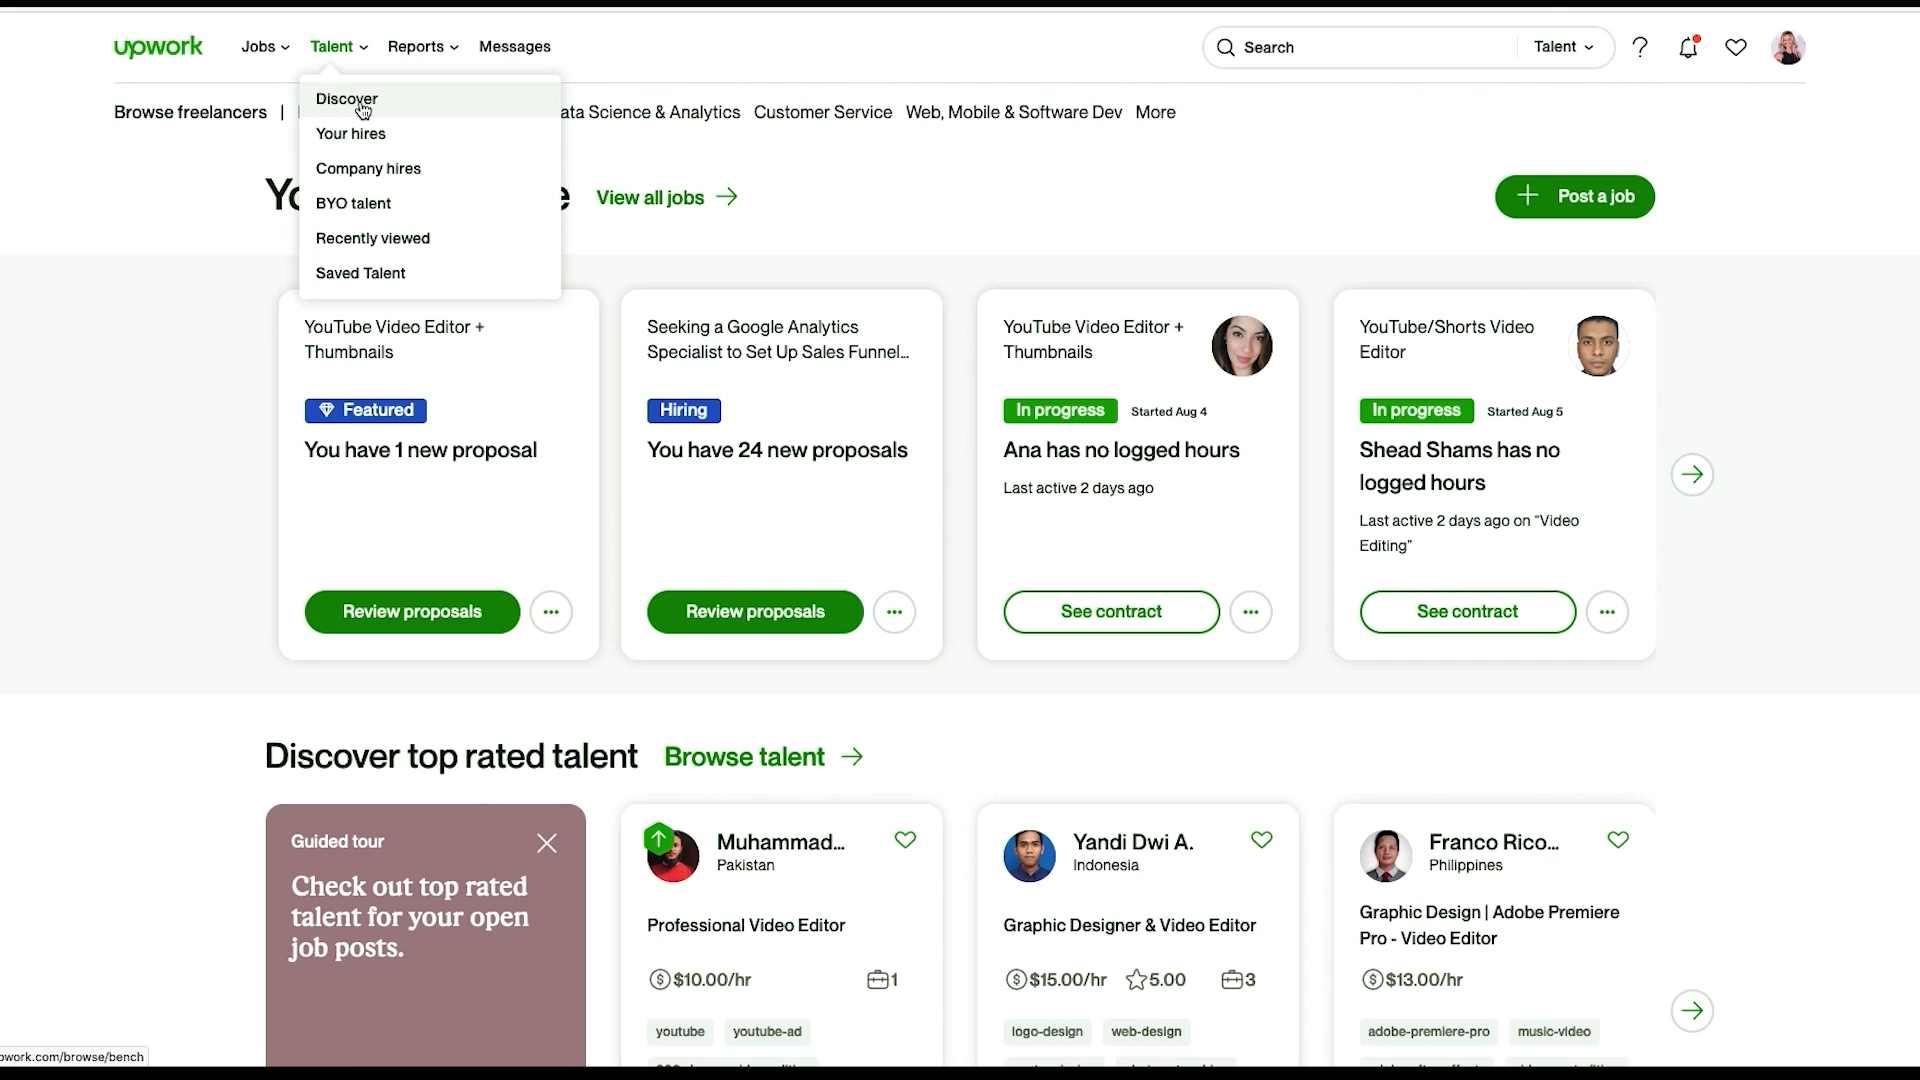 upwork
Jobs
Talent
Reports
Messages
Search
Talent
Discover
Your hires
Company hires
BYO talent
Recently viewed
Saved Talent
Browse freelancers |
Science & Analytics
Customer Service
Web, Mobile & Software Dev
More
View all jobs
Post a job
YouTube Video Editor +
Thumbnails
Featured
You have 1 new proposal
Review proposals
Seeking a Google Analytics
Specialist to Set Up Sales Funnel...
Hiring
You have 24 new proposals
Review proposals
YouTube Video Editor +
Thumbnails
In progress Started Aug 4
Ana has no logged hours
Last active 2 days ago
See contract
YouTube/Shorts Video
Editor
In progress Started Aug 5
Shead Shams has no
logged hours
Last active 2 days ago on “Video
Editing”
See contract
Discover top rated talent
Browse talent
Guided tour
Check out top rated
talent for your open
job posts.
Muhammad...
Pakistan
Professional Video Editor
$10.00/hr 1
youtube youtube-ad
Yandi Dwi A.
Indonesia
Graphic Designer & Video Editor
$15.00/hr 5.00 3
logo-design web-design
Franco Rico...
Philippines
Graphic Design | Adobe Premiere
Pro - Video Editor
$13.00/hr
adobe-premiere-pro music-video
pwork.com/browse/bench